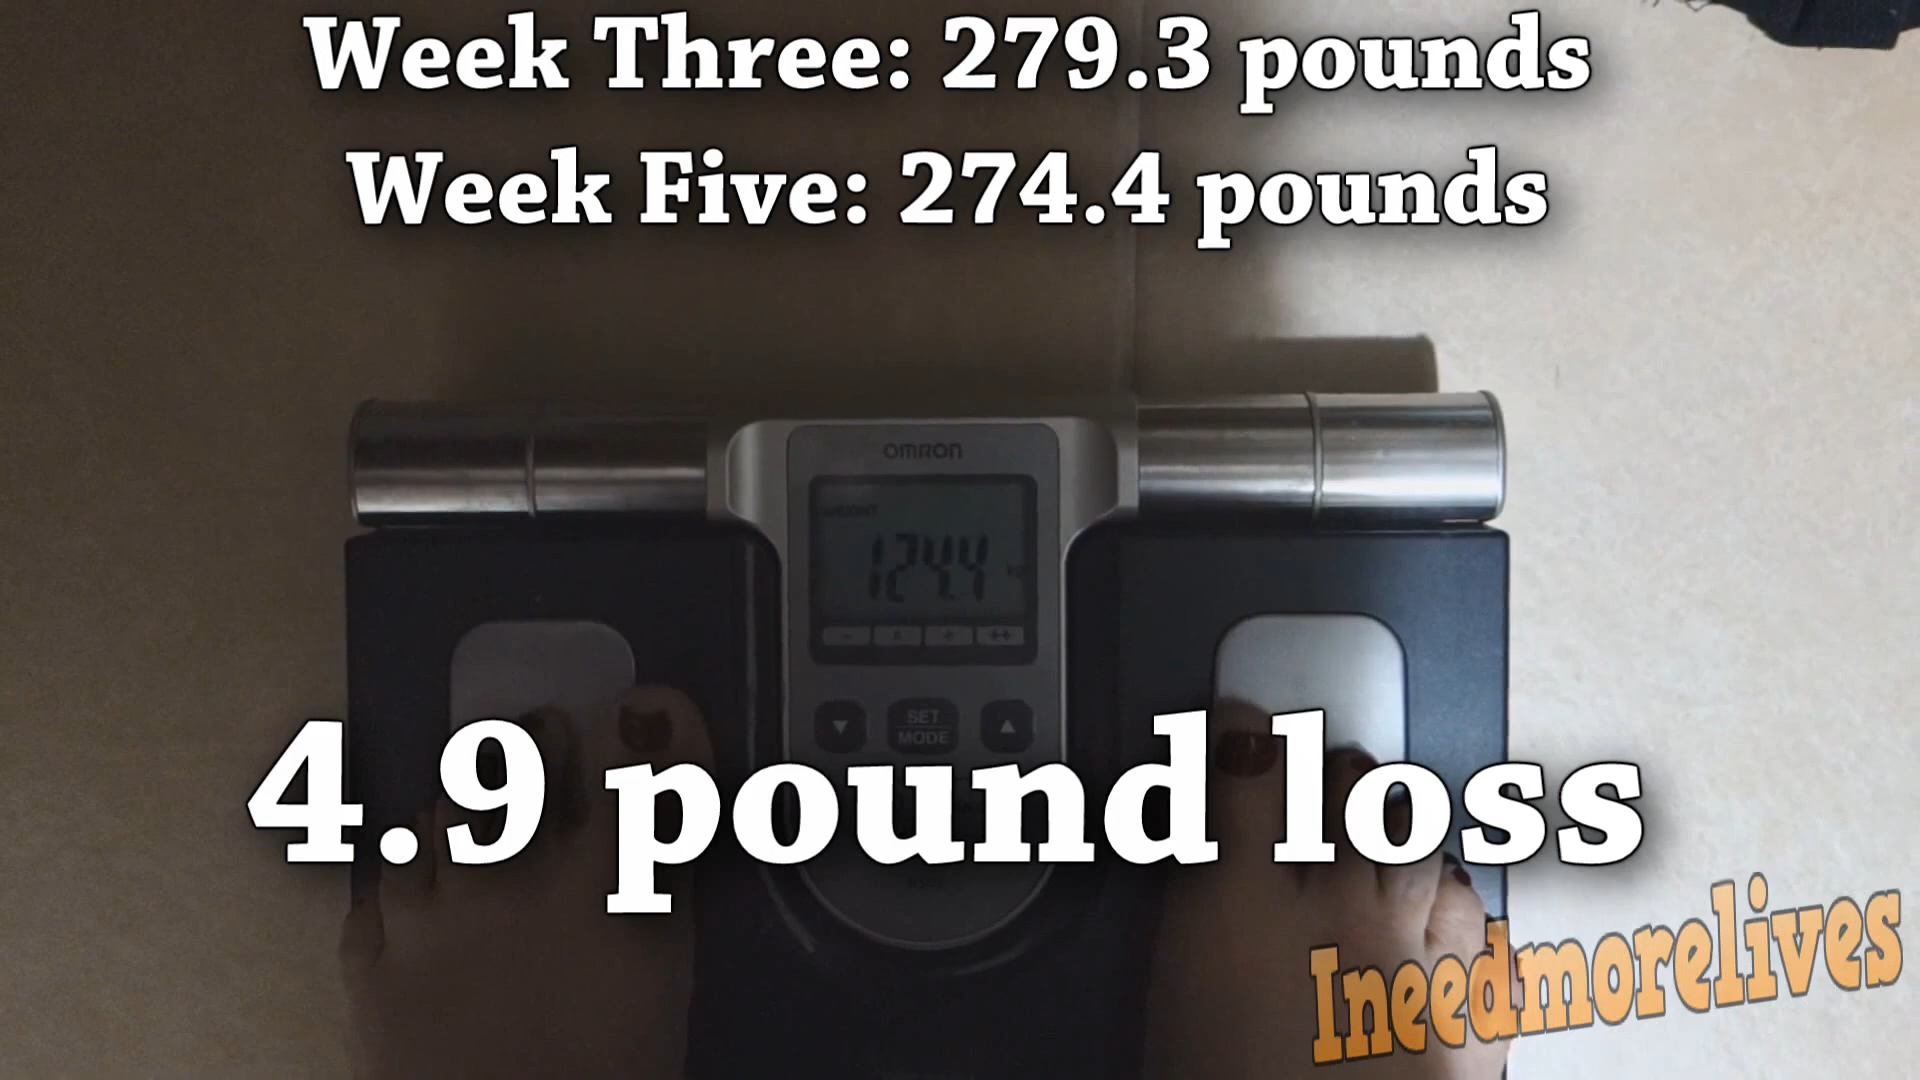 Week Three: 279.3 pounds
Week Five: 274.4 pounds
OMRON
WEIGHT
124.4
SET
MODE
4.9 pound loss
Ineedmorelives